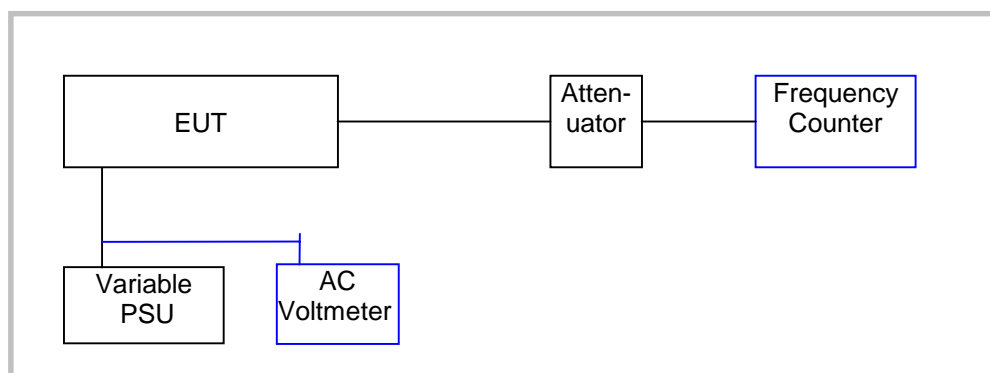 EUT
Atten-
uator
Frequency
Counter
Variable
PSU
AC
Voltmeter